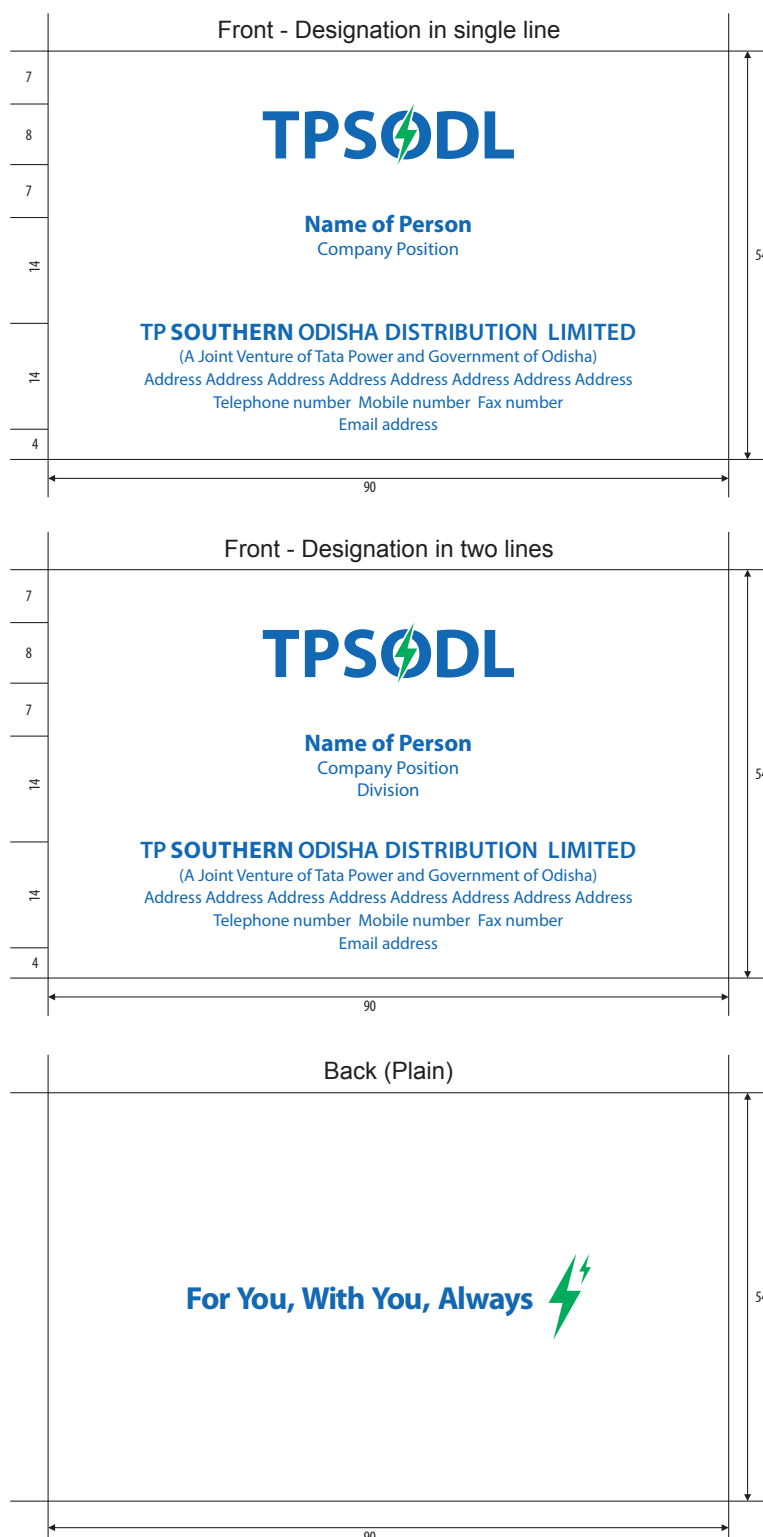 Front - Designation in single line
7
8
7
14
14
4
TPSODL
Name of Person
Company Position
TP SOUTHERN ODISHA DISTRIBUTION LIMITED
(A Joint Venture of Tata Power and Government of Odisha)
Address Address Address Address Address Address Address Address
Telephone number Mobile number Fax number
Email address
54
90
Front - Designation in two lines
7
8
7
14
14
4
TPSODL
Name of Person
Company Position
Division
TP SOUTHERN ODISHA DISTRIBUTION LIMITED
(A Joint Venture of Tata Power and Government of Odisha)
Address Address Address Address Address Address Address Address
Telephone number Mobile number Fax number
Email address
54
90
Back (Plain)
For You, With You, Always
54
90